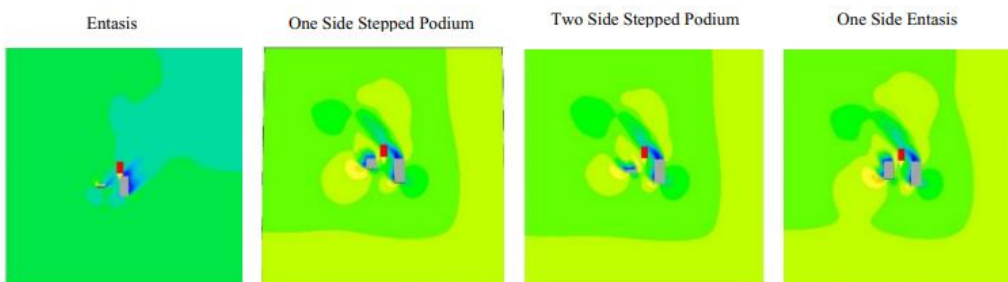 Entasis
One Side Stepped Podium
Two Side Stepped Podium
One Side Entasis